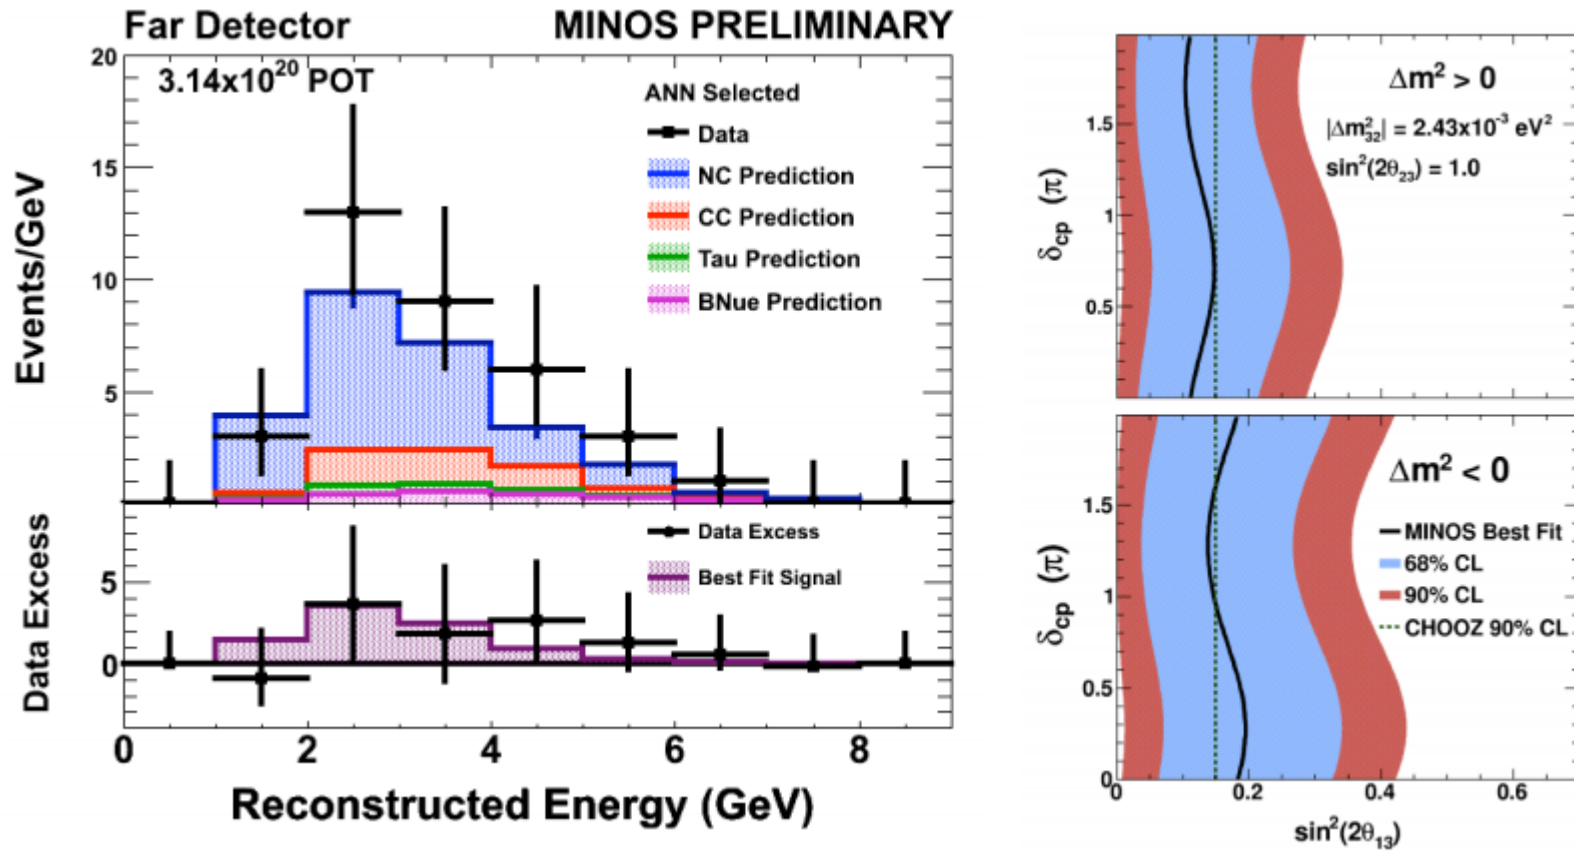 Far Detector MINOS PRELIMINARY
3.14x10²⁰ POT
ANN Selected
Data
NC Prediction
CC Prediction
Tau Prediction
BNue Prediction
Events/GeV
20
15
10
5
Data Excess
Best Fit Signal
Data Excess
5
0
0 2 4 6 8
Reconstructed Energy (GeV)
Δm² > 0
|Δm²₃₂| = 2.43x10⁻³ eV²
sin²(2θ₂₃) = 1.0
δcp (π)
1.5
1
0.5
Δm² < 0
MINOS Best Fit
68% CL
90% CL
CHOOZ 90% CL
δcp (π)
1.5
1
0.5
0
0 0.2 0.4 0.6
sin²(2θ₁₃)